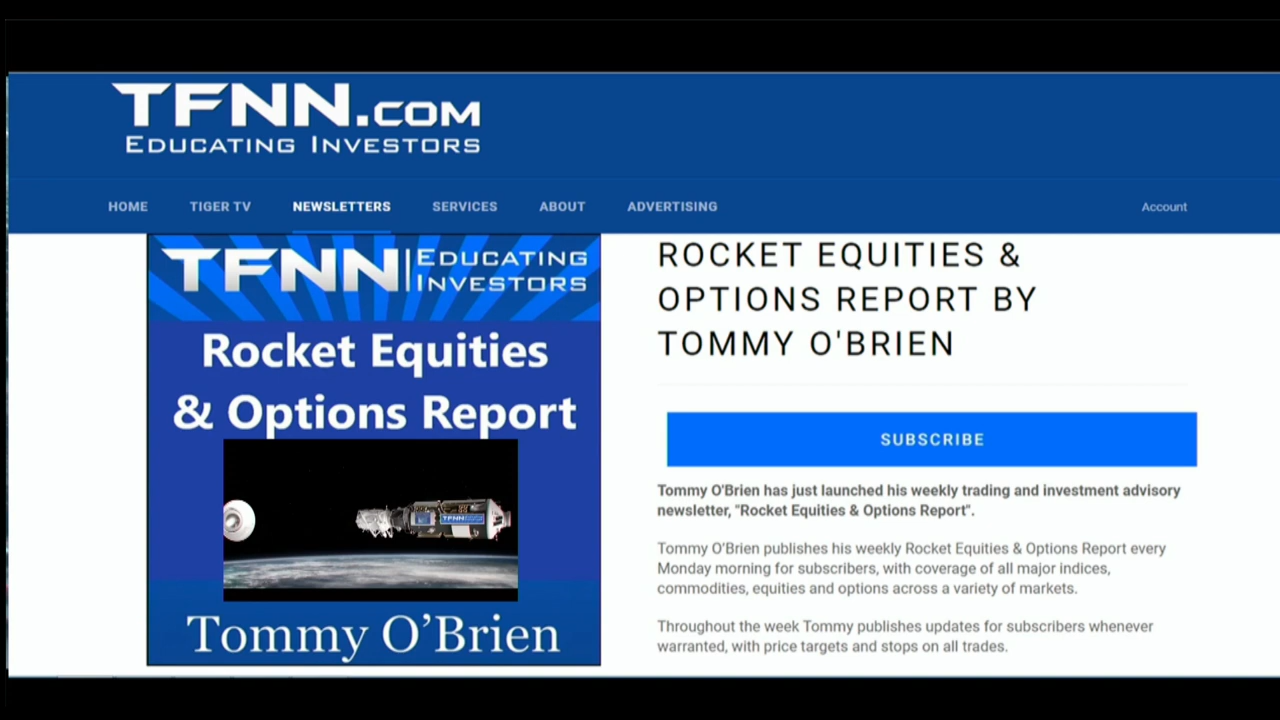 TFNN.COM
EDUCATING INVESTORS
HOME TIGER TV NEWSLETTERS SERVICES ABOUT ADVERTISING Account
TFNN EDUCATING
INVESTORS
Rocket Equities
& Options Report
TFNN
Tommy O’Brien
ROCKET EQUITIES &
OPTIONS REPORT BY
TOMMY O'BRIEN
SUBSCRIBE
Tommy O'Brien has just launched his weekly trading and investment advisory
newsletter, "Rocket Equities & Options Report".
Tommy O’Brien publishes his weekly Rocket Equities & Options Report every
Monday morning for subscribers, with coverage of all major indices,
commodities, equities and options across a variety of markets.
Throughout the week Tommy publishes updates for subscribers whenever
warranted, with price targets and stops on all trades.